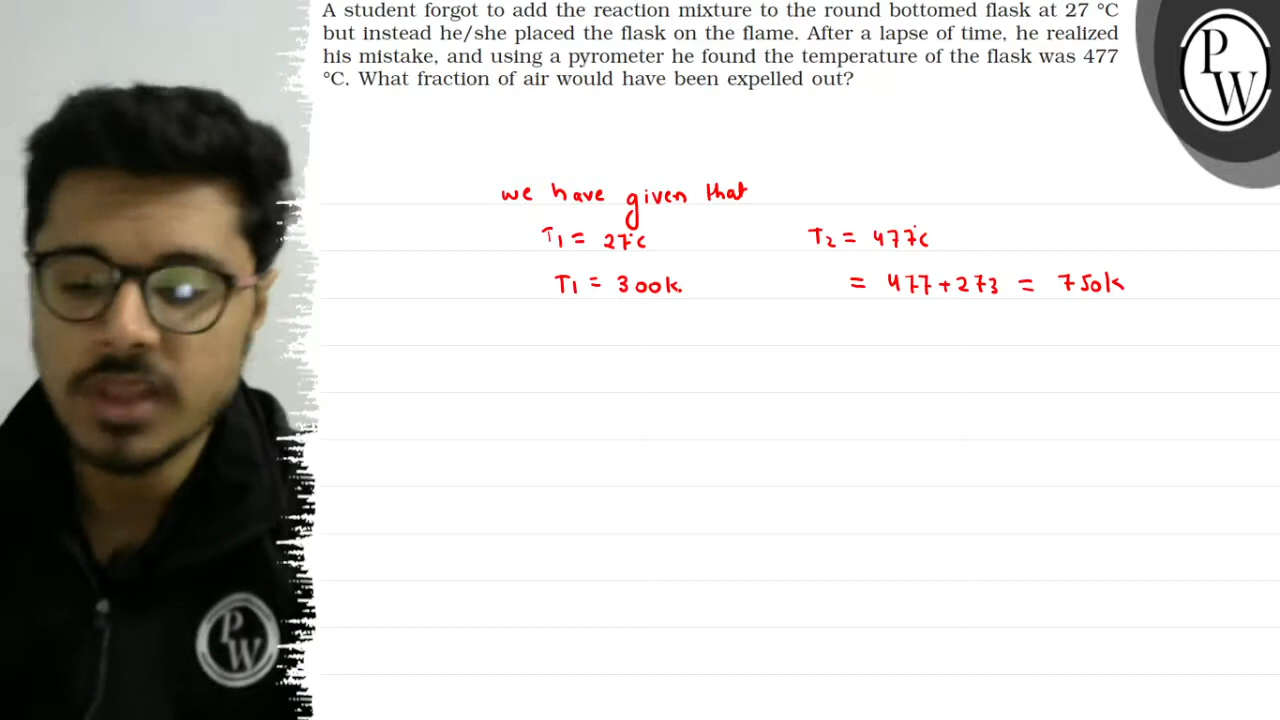 A student forgot to add the reaction mixture to the round bottomed flask at 27 °C
but instead he/she placed the flask on the flame. After a lapse of time, he realized
his mistake, and using a pyrometer he found the temperature of the flask was 477
°C. What fraction of air would have been expelled out?
PW
we have given that
T₁ = 27°C T₂ = 477°C
T₁ = 300k. = 477+273 = 750k
PW